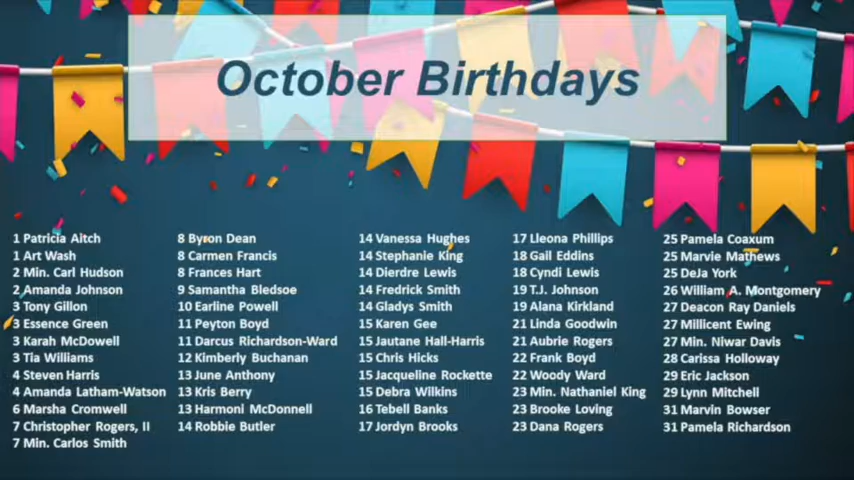 October Birthdays
1 Patricia Aitch
1 Art Wash
2 Min. Carl Hudson
2 Amanda Johnson
3 Tony Gillon
3 Essence Green
3 Karah McDowell
3 Tia Williams
4 Steven Harris
4 Amanda Latham-Watson
6 Marsha Cromwell
7 Christopher Rogers, II
7 Min. Carlos Smith
8 Byron Dean
8 Carmen Francis
8 Frances Hart
9 Samantha Bledsoe
10 Earline Powell
11 Peyton Boyd
11 Darcus Richardson-Ward
12 Kimberly Buchanan
13 June Anthony
13 Kris Berry
13 Harmoni McDonnell
14 Robbie Butler
14 Vanessa Hughes
14 Stephanie King
14 Dierdre Lewis
14 Fredrick Smith
14 Gladys Smith
15 Karen Gee
15 Jautane Hall-Harris
15 Chris Hicks
15 Jacqueline Rockette
15 Debra Wilkins
16 Tebell Banks
17 Jordyn Brooks
17 Lleona Phillips
18 Gail Eddins
18 Cyndi Lewis
19 T.J. Johnson
19 Alana Kirkland
21 Linda Goodwin
21 Aubrie Rogers
22 Frank Boyd
22 Woody Ward
23 Min. Nathaniel King
23 Brooke Loving
23 Dana Rogers
25 Pamela Coaxum
25 Marvie Mathews
25 DeJa York
26 William A. Montgomery
27 Deacon Ray Daniels
27 Millicent Ewing
27 Min. Niwar Davis
28 Carissa Holloway
29 Eric Jackson
29 Lynn Mitchell
31 Marvin Bowser
31 Pamela Richardson